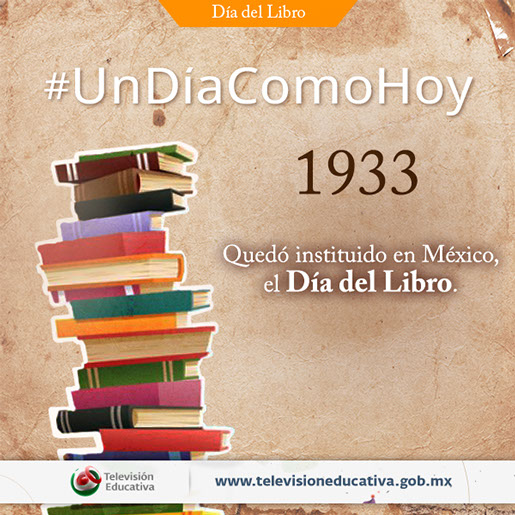 Día del Libro
#UnDíaComoHoy
1933
Quedó instituido en México,
el Día del Libro.
Televisión
Educativa
www.televisioneducativa.gob.mx